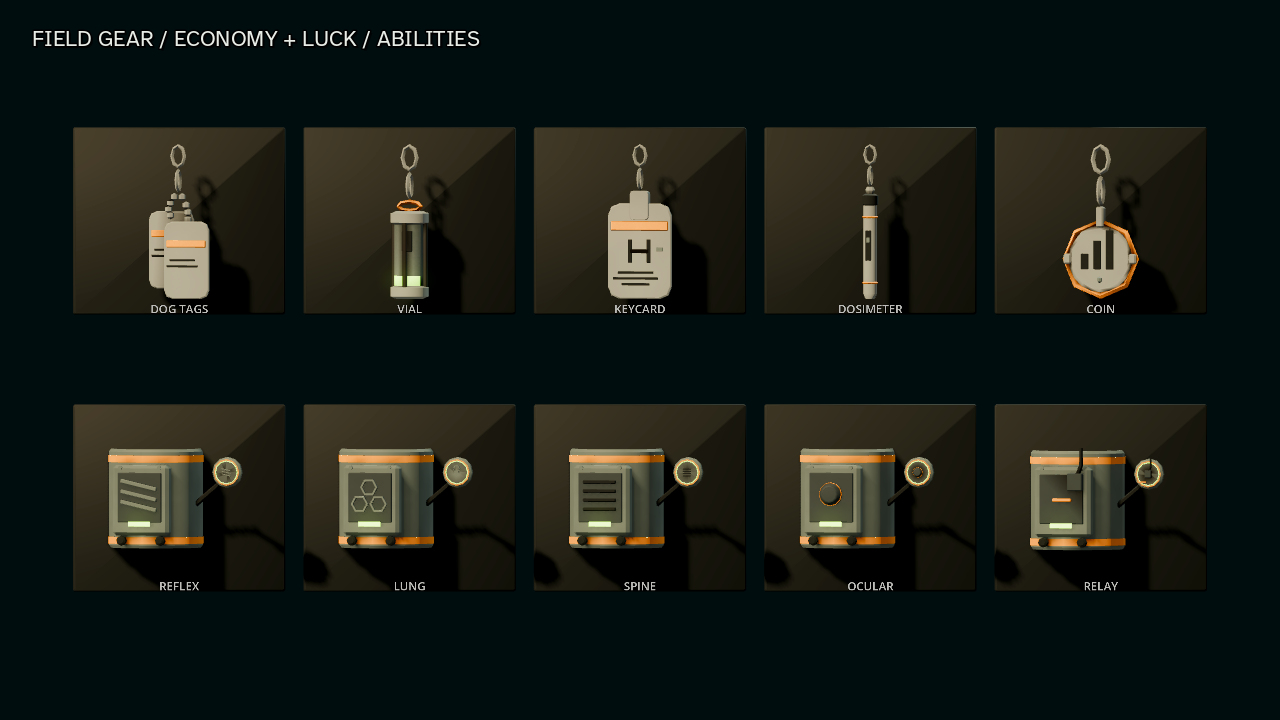 FIELD GEAR / ECONOMY + LUCK / ABILITIES
H
DOG TAGS
VIAL
KEYCARD
DOSIMETER
COIN
REFLEX
LUNG
SPINE
OCULAR
RELAY